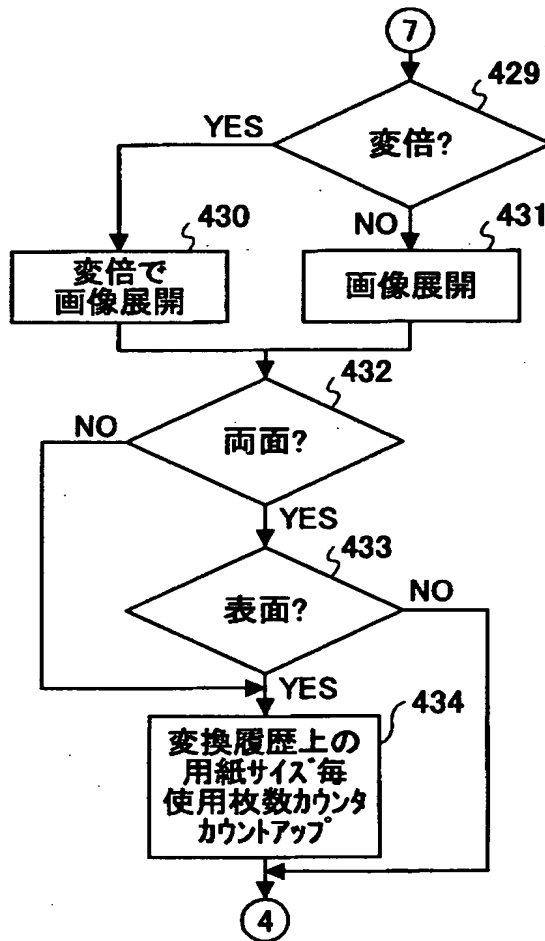 7
429
変倍?
YES
NO
430
変倍で
画像展開
431
画像展開
432
両面?
NO
YES
433
表面?
NO
YES
434
変換履歴上の
用紙サイズ毎
使用枚数カウンタ
カウントアップ
4